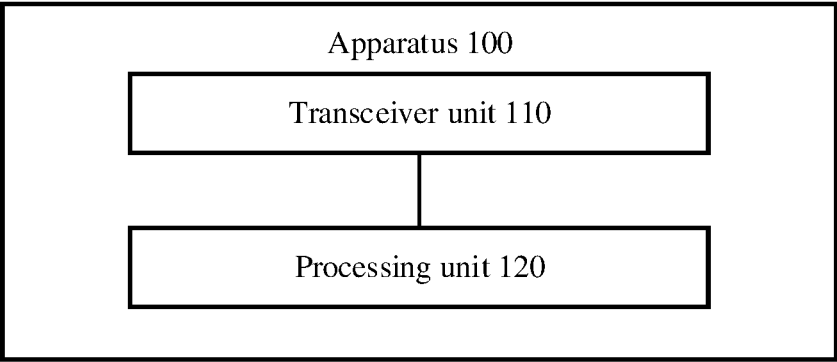 Apparatus 100
Transceiver unit 110
Processing unit 120